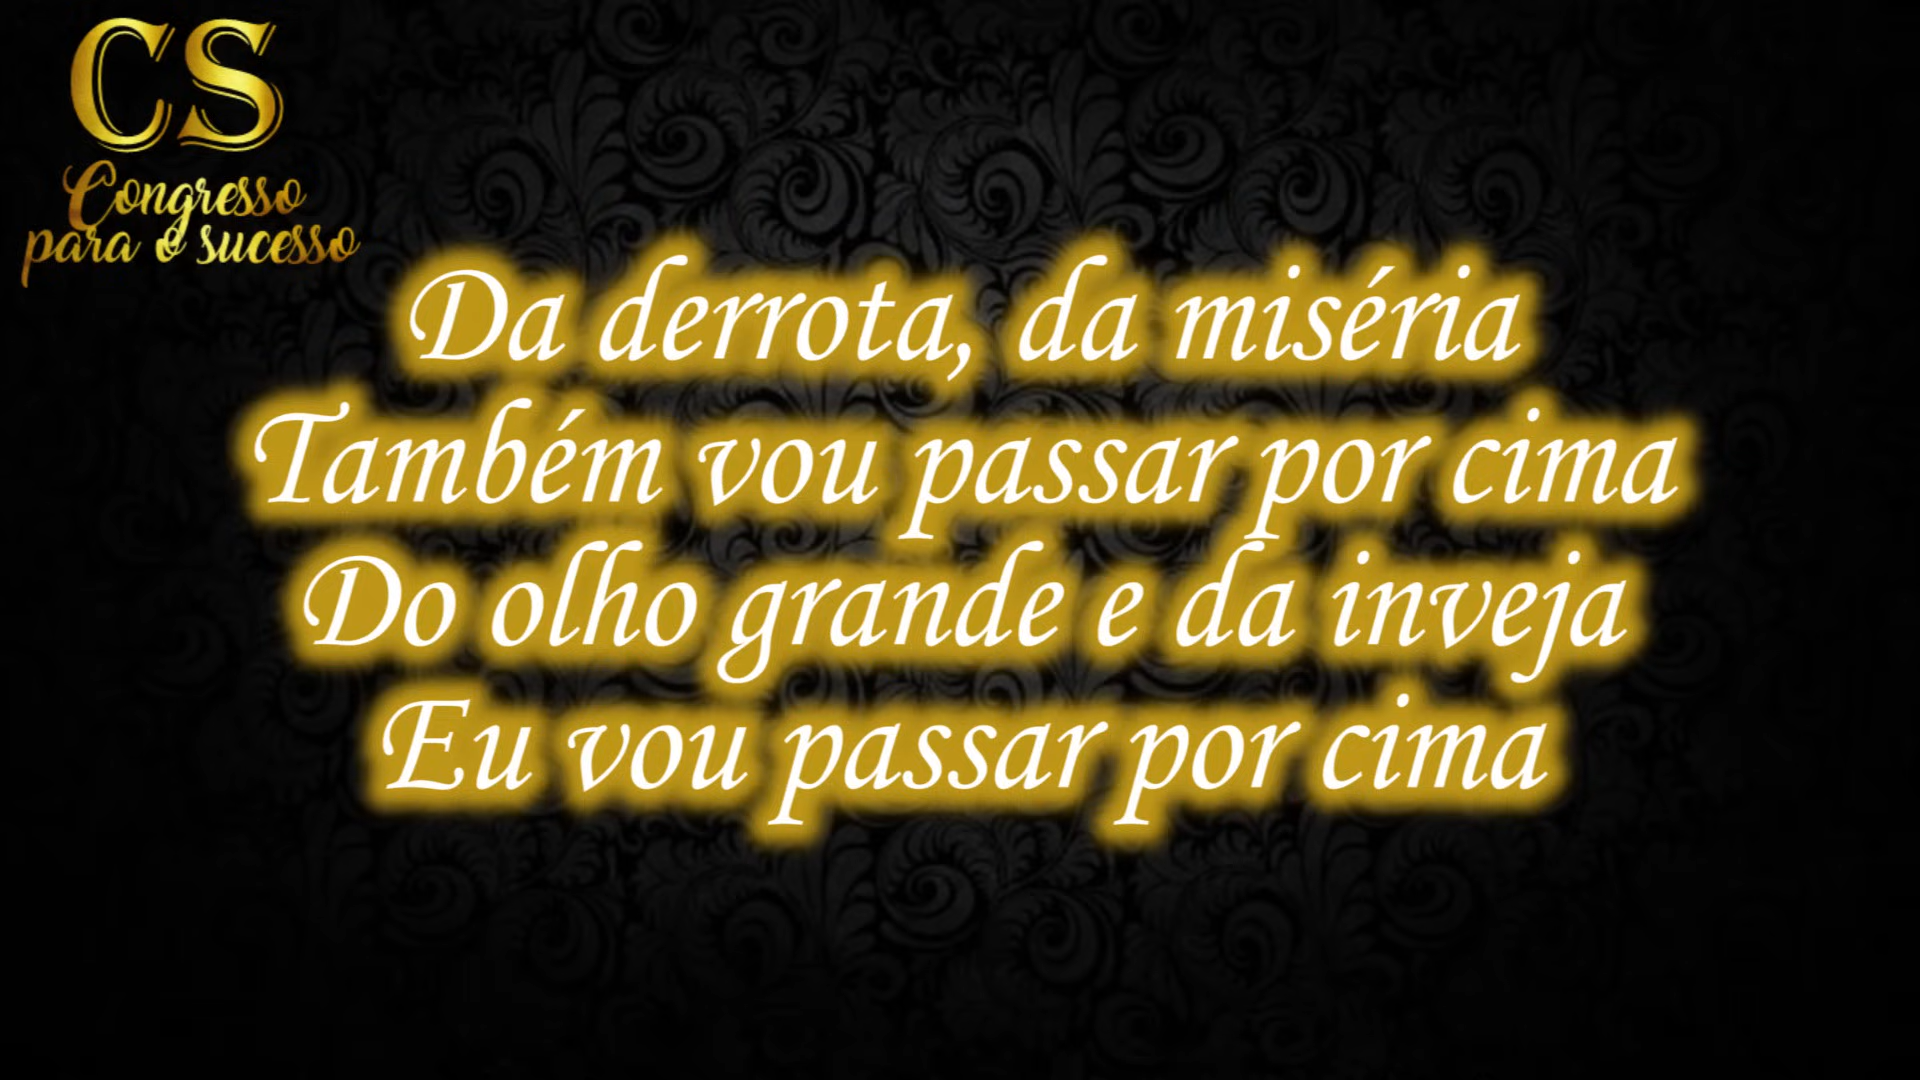 CS
Congresso
para o sucesso
Da derrota, da miséria
Também vou passar por cima
Do olho grande e da inveja
Eu vou passar por cima